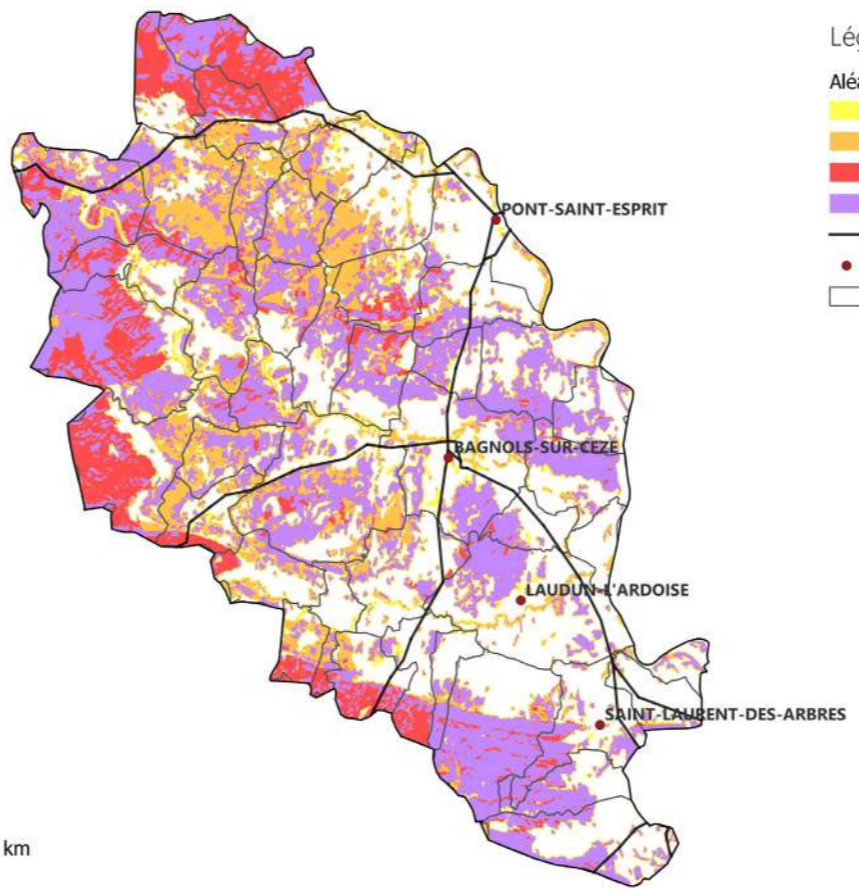 Lég
Aléa
PONT-SAINT-ESPRIT
BAGNOLS-SUR-CEZE
LAUDUN-L'ARDOISE
SAINT-LAURENT-DES-ARBRES
km